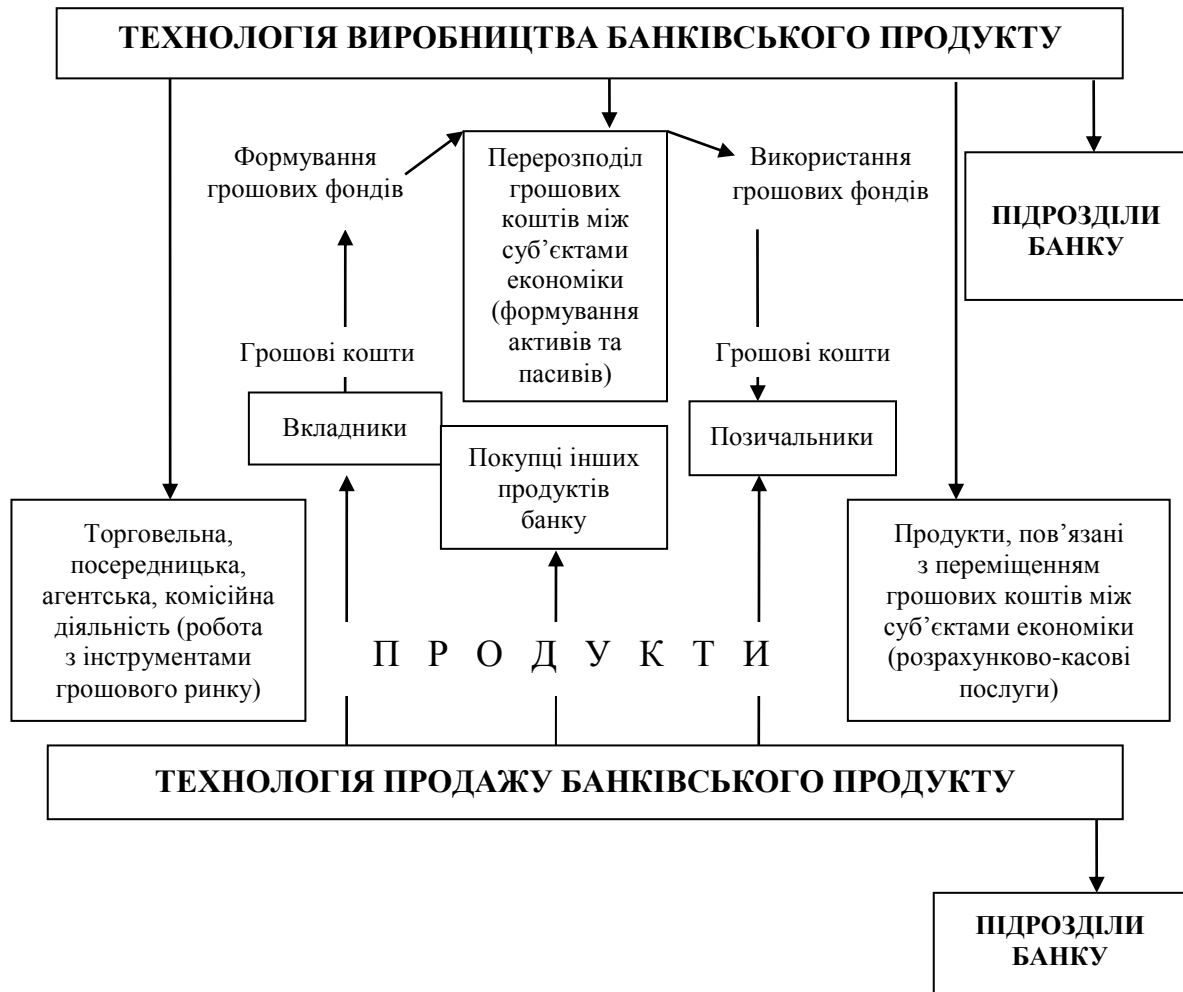 ТЕХНОЛОГІЯ ВИРОБНИЦТВА БАНКІВСЬКОГО ПРОДУКТУ
Формування
грошових фондів
Перерозподіл
грошових
коштів між
суб’єктами
економіки
(формування
активів та
пасивів)
Використання
грошових фондів
ПІДРОЗДІЛИ
БАНКУ
Грошові кошти
Грошові кошти
Вкладники
Покупці інших
продуктів
банку
Позичальники
Торговельна,
посередницька,
агентська, комісійна
діяльність (робота
з інструментами
грошового ринку)
Продукти, пов’язані
з переміщенням
грошових коштів між
суб’єктами економіки
(розрахунково-касові
послуги)
П Р О Д У К Т И
ТЕХНОЛОГІЯ ПРОДАЖУ БАНКІВСЬКОГО ПРОДУКТУ
ПІДРОЗДІЛИ
БАНКУ